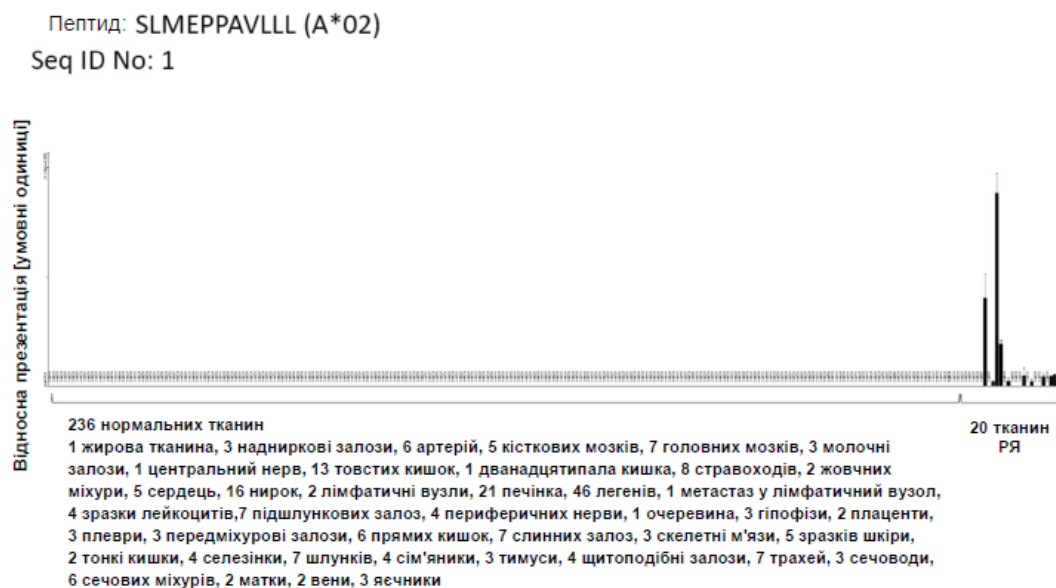 Пептид: SLMEPPAVLLL (A*02)
Seq ID No: 1
Відносна презентація [умовні одиниці]
236 нормальних тканин
1 жирова тканина, 3 надниркові залози, 6 артерій, 5 кісткових мозків, 7 головних мозків, 3 молочні
залози, 1 центральний нерв, 13 товстих кишок, 1 дванадцятипала кишка, 8 стравоходів, 2 жовчних
міхури, 5 сердець, 16 нирок, 2 лімфатичні вузли, 21 печінка, 46 легенів, 1 метастаз у лімфатичний вузол,
4 зразки лейкоцитів,7 підшлункових залоз, 4 периферичних нерви, 1 очеревина, 3 гіпофізи, 2 плаценти,
3 плеври, 3 передміхурові залози, 6 прямих кишок, 7 слинних залоз, 3 скелетні м'язи, 5 зразків шкіри,
2 тонкі кишки, 4 селезінки, 7 шлунків, 4 сім'яники, 3 тимуси, 4 щитоподібні залози, 7 трахей, 3 сечоводи,
6 сечових міхурів, 2 матки, 2 вени, 3 яєчники
20 тканин
РЯ